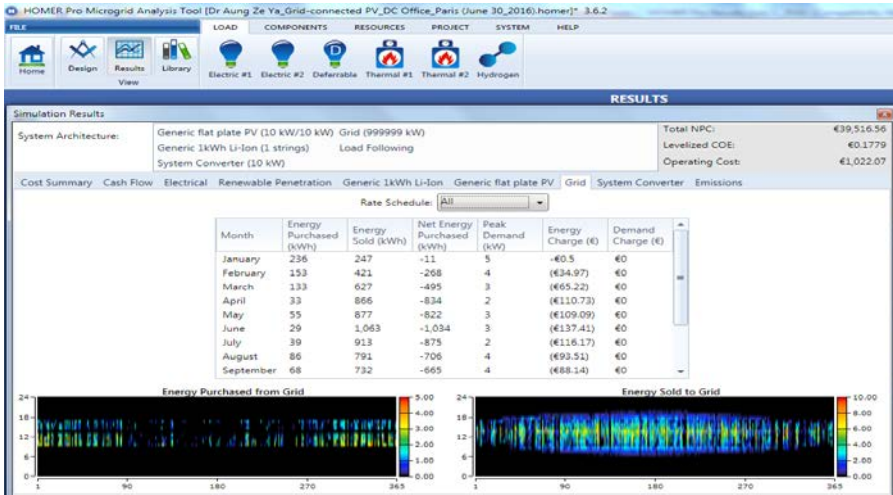 HOMER Pro Microgrid Analysis Tool [Dr Aung Ze Ya_Grid-connected PV_DC Office_Paris (June 30_2016).homer]* 3.6.2
FILE LOAD COMPONENTS RESOURCES PROJECT SYSTEM HELP
Home Design Results Library Electric #1 Electric #2 Deferrable Thermal #1 Thermal #2 Hydrogen
View
D
RESULTS
Simulation Results
System Architecture: Generic flat plate PV (10 kW/10 kW) Grid (999999 kW) Total NPC: €39,516.56
Generic 1kWh Li-Ion (1 strings) Load Following Levelized COE: €0.1779
System Converter (10 kW) Operating Cost: €1,022.07
Cost Summary Cash Flow Electrical Renewable Penetration Generic 1kWh Li-Ion Generic flat plate PV Grid System Converter Emissions
Rate Schedule: All
Month Energy Purchased (kWh) Energy Sold (kWh) Net Energy Purchased (kWh) Peak Demand (kW) Energy Charge (€) Demand Charge (€)
January 236 247 -11 5 -€0.5 €0
February 153 421 -268 4 (€34.97) €0
March 133 627 -495 3 (€65.22) €0
April 33 866 -834 2 (€110.73) €0
May 55 877 -822 3 (€109.09) €0
June 29 1,063 -1,034 3 (€137.41) €0
July 39 913 -875 2 (€116.17) €0
August 86 791 -706 4 (€93.51) €0
September 68 732 -665 4 (€88.14) €0
Energy Purchased from Grid
24
18
12
6
0
1 90 180 270 365
5.00
4.00
3.00
2.00
1.00
0.00
Energy Sold to Grid
24
18
12
6
0
1 90 180 270 365
10.00
8.00
6.00
4.00
2.00
0.00